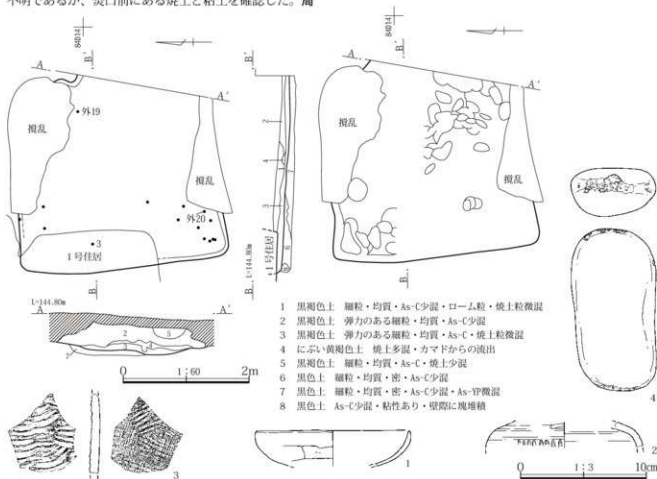 不明であるが、焚口前にある焼土と粘土を確認した。周
84D14
B'
A
A'
外19
攪乱
攪乱
外20
3
1号住居
B
B'
2
4
1
3
6
8
1号住居
B
L=144.80m
84D14
B'
A
A'
攪乱
B
L=144.80m
A
A'
2
5
7
0 1:60 2m
1 黒褐色土 細粒・均質・As-C少混・ローム粒・焼土粒微混
2 黒褐色土 弾力のある細粒・均質・As-C少混
3 黒褐色土 弾力のある細粒・均質・As-C・焼土粒微混
4 にぶい黄褐色土 焼土多混・カマドからの流出
5 黒褐色土 細粒・均質・As-C・焼土少混
6 黒色土 細粒・均質・密・As-C少混
7 黒色土 細粒・均質・密・As-C少混・As-YP微混
8 黒色土 As-C少混・粘性あり・壁際に塊堆積
4
3
1
2
0 1:3 10cm